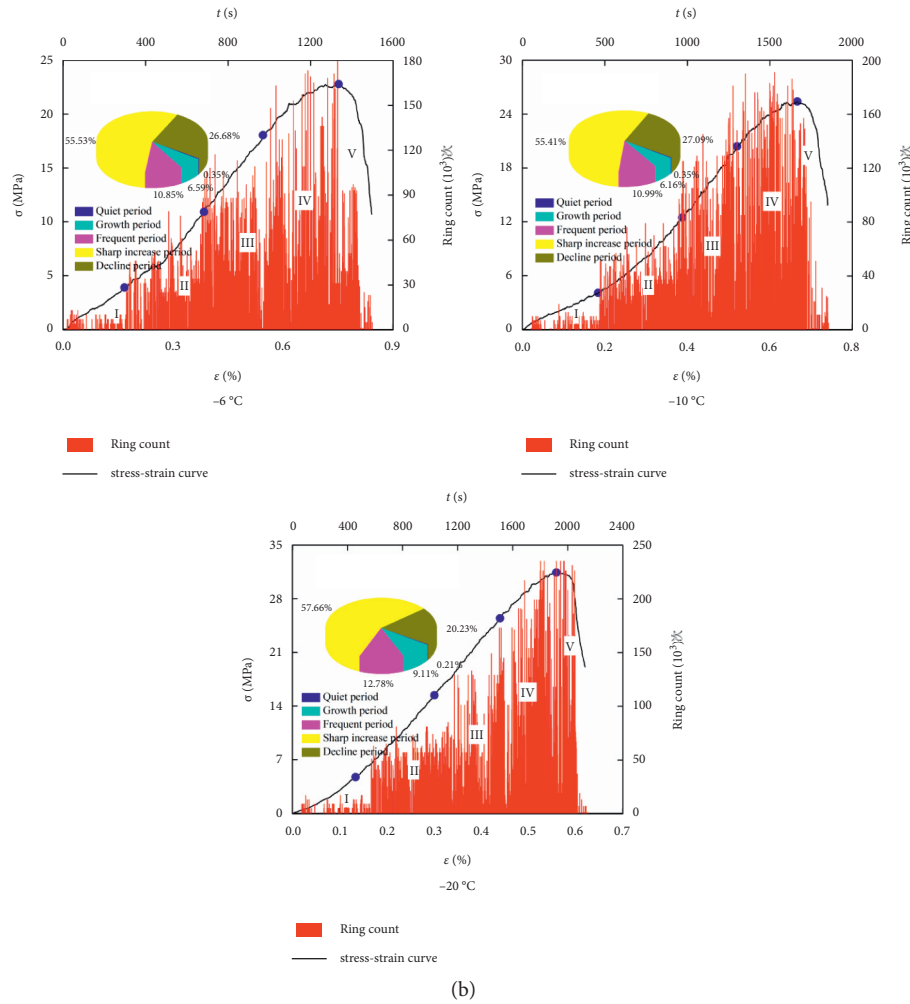 t (s)
0 400 800 1200 1600
25
20
15
10
5
0
σ (MPa)
180
150
120
90
60
30
0
Ring count (10³)次
55.53%
26.68%
0.35%
6.59%
10.85%
Quiet period
Growth period
Frequent period
Sharp increase period
Decline period
I
II
III
IV
V
0.0 0.3 0.6 0.9
ε (%)
–6 °C
Ring count
stress-strain curve
t (s)
0 500 1000 1500 2000
30
24
18
12
6
0
σ (MPa)
200
160
120
80
40
0
Ring count (10³)次
55.41%
27.09%
0.35%
6.16%
10.99%
Quiet period
Growth period
Frequent period
Sharp increase period
Decline period
I
II
III
IV
V
0.0 0.2 0.4 0.6 0.8
ε (%)
–10 °C
Ring count
stress-strain curve
t (s)
0 400 800 1200 1600 2000 2400
35
28
21
14
7
0
σ (MPa)
250
200
150
100
50
0
Ring count (10³)次
57.66%
20.23%
0.21%
9.11%
12.78%
Quiet period
Growth period
Frequent period
Sharp increase period
Decline period
I
II
III
IV
V
0.0 0.1 0.2 0.3 0.4 0.5 0.6 0.7
ε (%)
–20 °C
Ring count
stress-strain curve
(b)